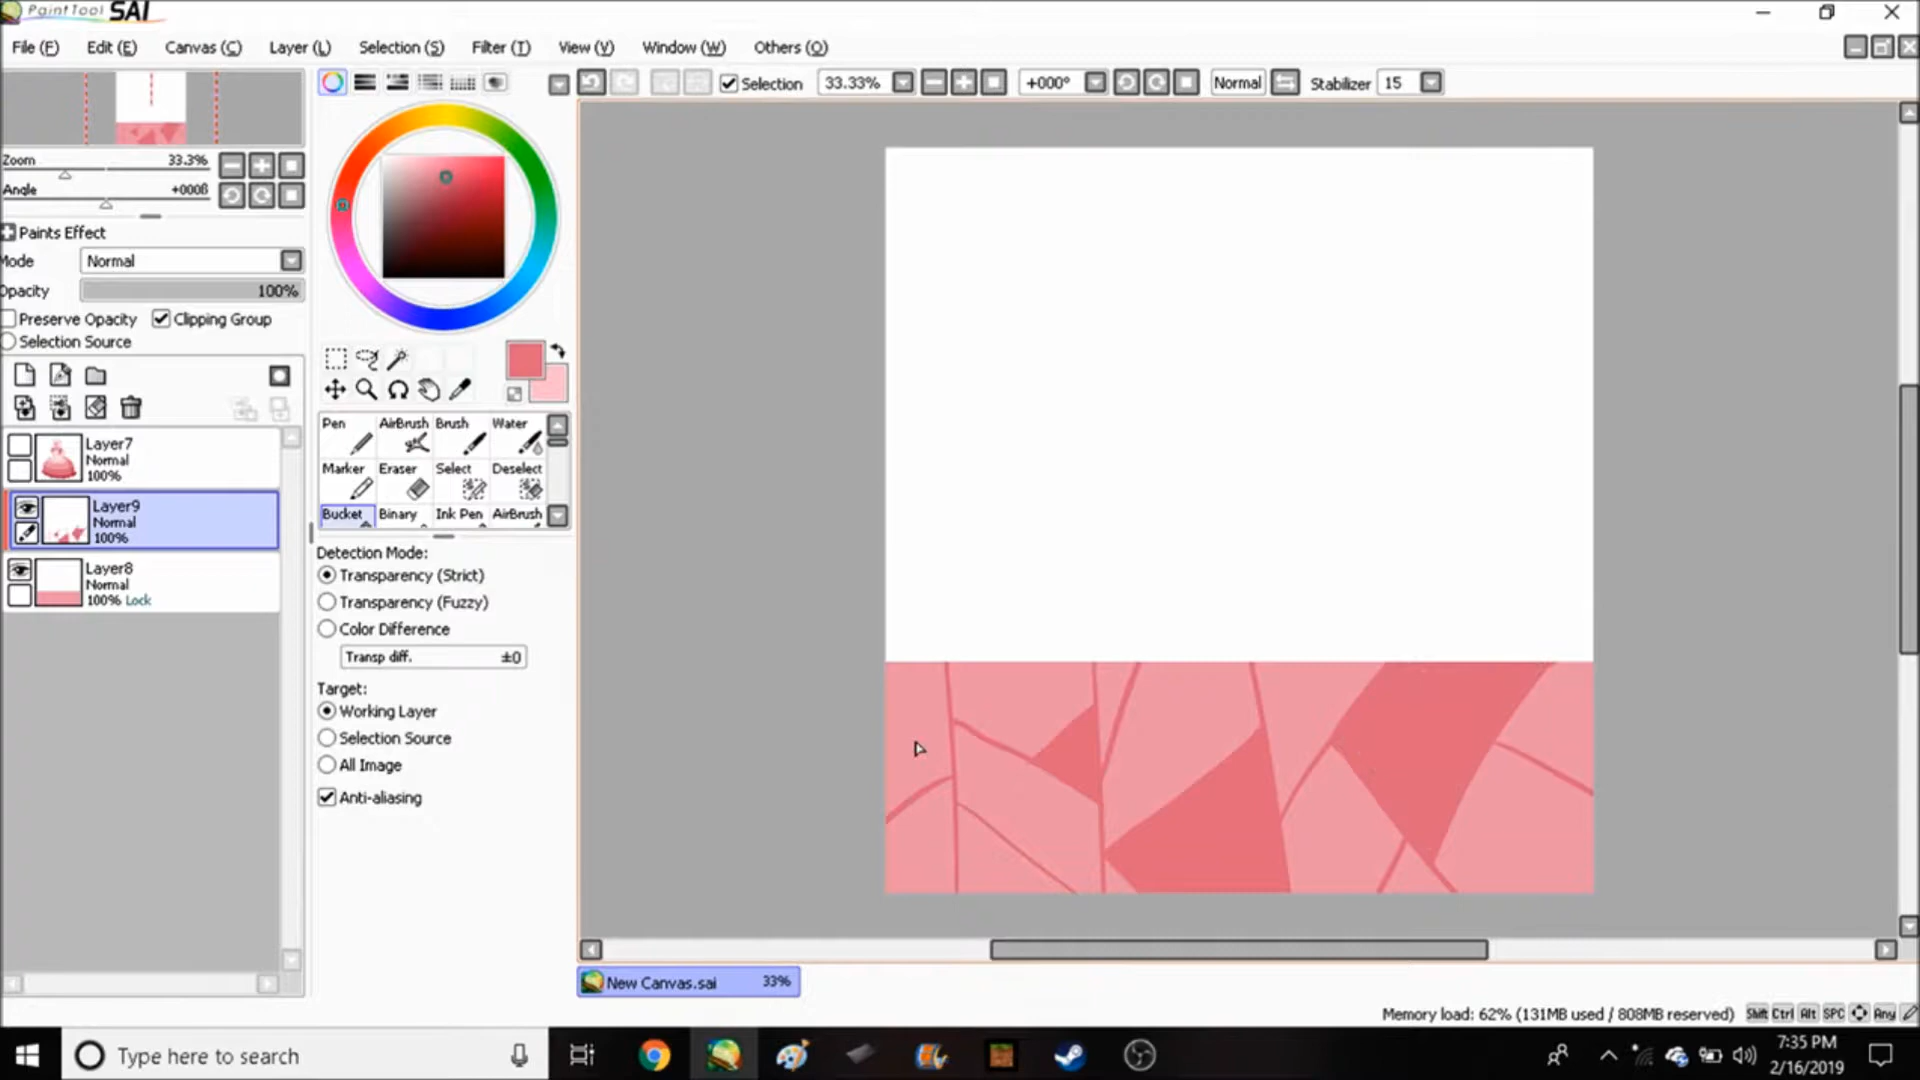 PaintTool SAI
File (F) Edit (E) Canvas (C) Layer (L) Selection (S) Filter (T) View (V) Window (W) Others (O)
Selection 33.33% +000° Normal Stabilizer 15
Zoom 33.3%
Angle +000ß
Paints Effect
Mode Normal
Opacity 100%
Preserve Opacity Clipping Group
Selection Source
Layer7
Normal
100%
Layer9
Normal
100%
Layer8
Normal
100% Lock
Pen AirBrush Brush Water
Marker Eraser Select Deselect
Bucket Binary Ink Pen AirBrush
Detection Mode:
Transparency (Strict)
Transparency (Fuzzy)
Color Difference
Transp diff. ±0
Target:
Working Layer
Selection Source
All Image
Anti-aliasing
New Canvas.sai 33%
Memory load: 62% (131MB used / 808MB reserved) Shift Ctrl Alt SPC Any
Type here to search
7:35 PM
2/16/2019